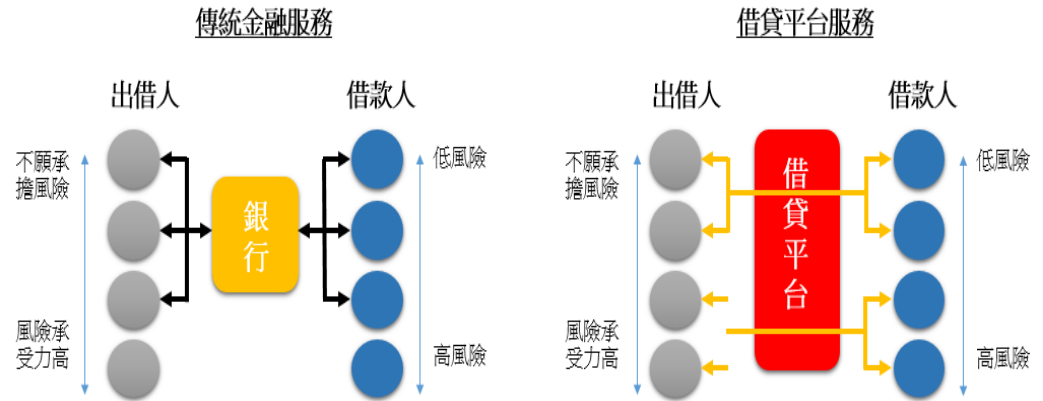 傳統金融服務
出借人
借款人
不願承
擔風險
低風險
銀行
風險承
受力高
高風險
借貸平台服務
出借人
借款人
不願承
擔風險
低風險
借貸平台
風險承
受力高
高風險